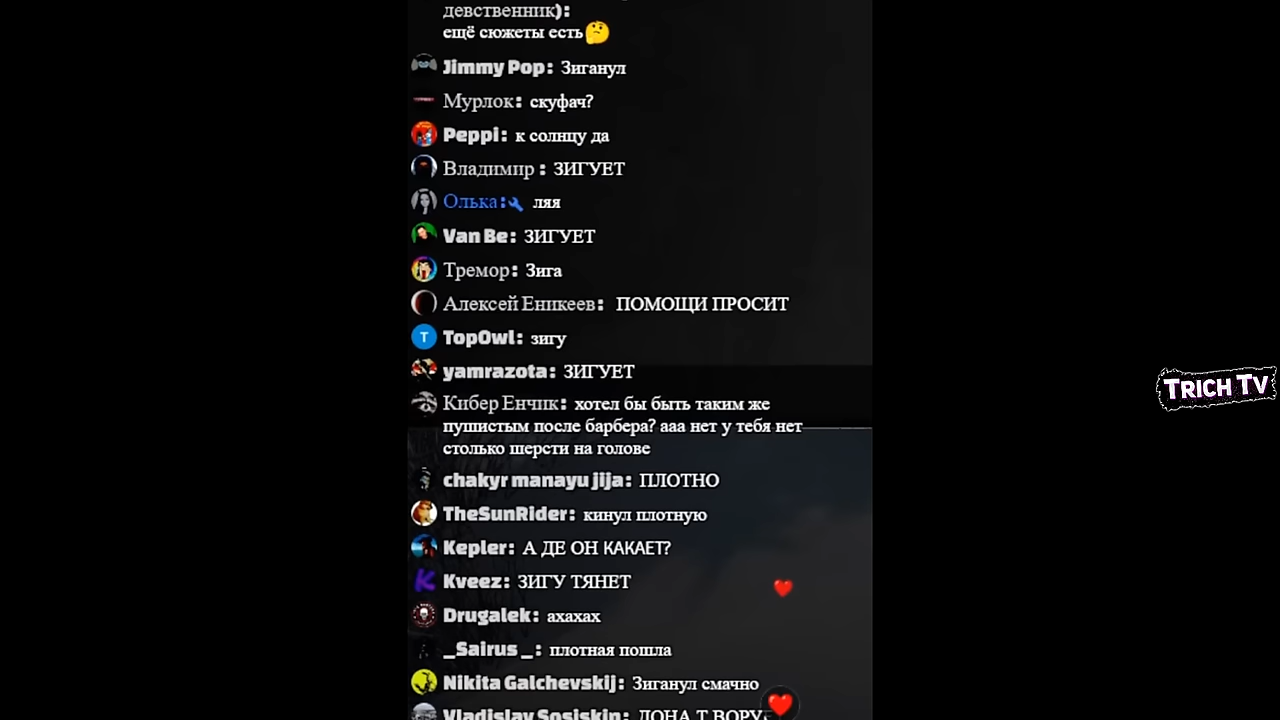 девственник):
ещё сюжеты есть🤔
Jimmy Pop: Зиганул
Мурлок: скуфач?
Peppi: к солнцу да
Владимир : ЗИГУЕТ
Олька: ляя
Van Be: ЗИГУЕТ
Тремор: Зига
Алексей Еникеев: ПОМОЩИ ПРОСИТ
T TopOwl: зигу
yamrazota: ЗИГУЕТ
Кибер Енчик: хотел бы быть таким же
пушистым после барбера? ааа нет у тебя нет
столько шерсти на голове
chakyr manayu jija: ПЛОТНО
TheSunRider: кинул плотную
Kepler: А ДЕ ОН КАКАЕТ?
Kveez: ЗИГУ ТЯНЕТ
Drugalek: ахахах
_Sairus _: плотная пошла
Nikita Galchevskij: Зиганул смачно
Vladislav Sosiskin:
TRICH TV